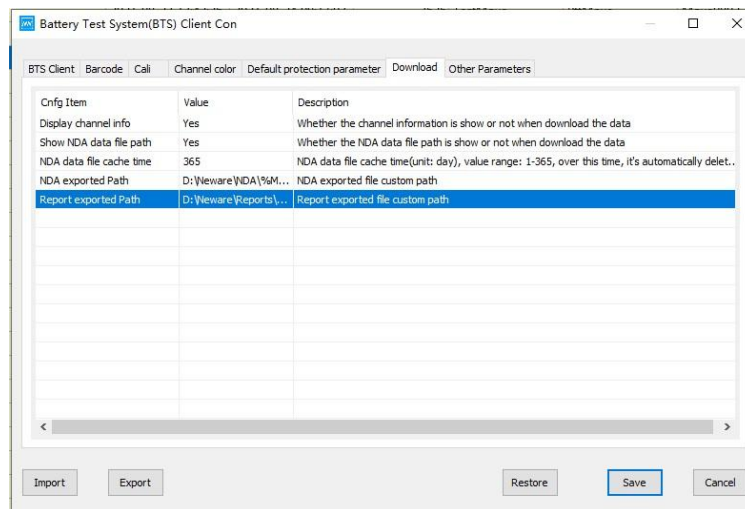 Battery Test System(BTS) Client Con
BTS Client Barcode Cali Channel color Default protection parameter Download Other Parameters
Cnfg Item Value Description
Display channel info Yes Whether the channel information is show or not when download the data
Show NDA data file path Yes Whether the NDA data file path is show or not when download the data
NDA data file cache time 365 NDA data file cache time(unit: day), value range: 1-365, over this time, it's automatically delet..
NDA exported Path D:\Neware\NDA\%M... NDA exported file custom path
Report exported Path D:\Neware\Reports\... Report exported file custom path
Import Export Restore Save Cancel